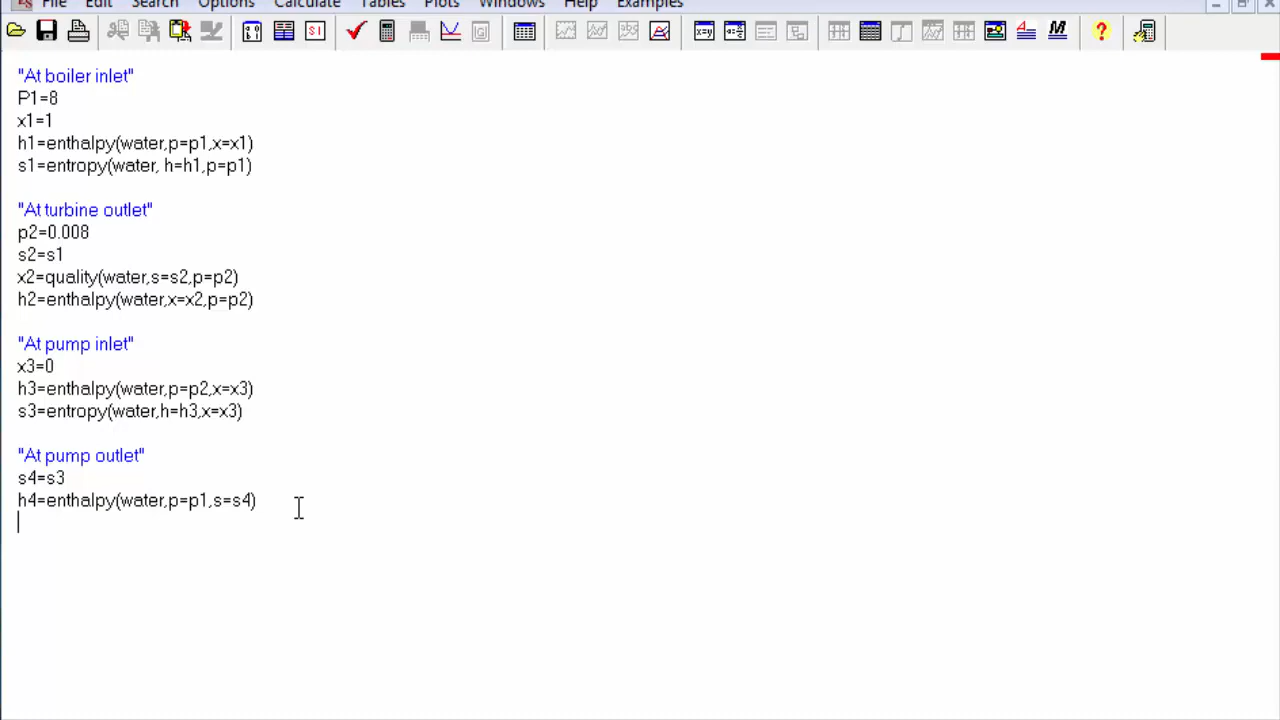 File Edit Search Options Calculate Tables Plots Windows Help Examples
"At boiler inlet"
P1=8
x1=1
h1=enthalpy(water,p=p1,x=x1)
s1=entropy(water, h=h1,p=p1)
"At turbine outlet"
p2=0.008
s2=s1
x2=quality(water,s=s2,p=p2)
h2=enthalpy(water,x=x2,p=p2)
"At pump inlet"
x3=0
h3=enthalpy(water,p=p2,x=x3)
s3=entropy(water,h=h3,x=x3)
"At pump outlet"
s4=s3
h4=enthalpy(water,p=p1,s=s4)